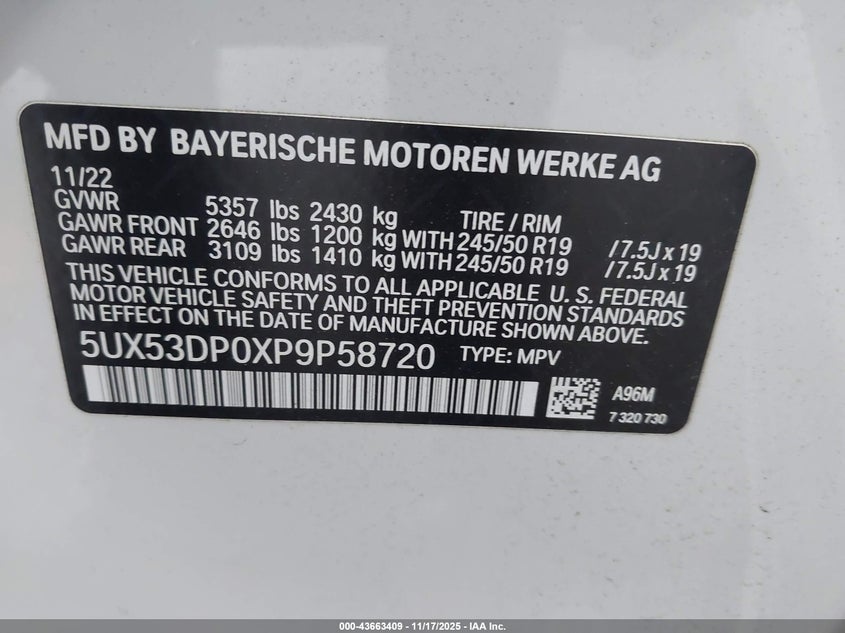 MFD BY BAYERISCHE MOTOREN WERKE AG
11/22
GVWR 5357 lbs 2430 kg TIRE / RIM
GAWR FRONT 2646 lbs 1200 kg WITH 245/50 R19 / 7.5J x 19
GAWR REAR 3109 lbs 1410 kg WITH 245/50 R19 / 7.5J x 19
THIS VEHICLE CONFORMS TO ALL APPLICABLE U. S. FEDERAL
MOTOR VEHICLE SAFETY AND THEFT PREVENTION STANDARDS
IN EFFECT ON THE DATE OF MANUFACTURE SHOWN ABOVE.
5UX53DP0XP9P58720 TYPE: MPV
A96M
7 320 730
000-43663409 - 11/17/2025 - IAA Inc.